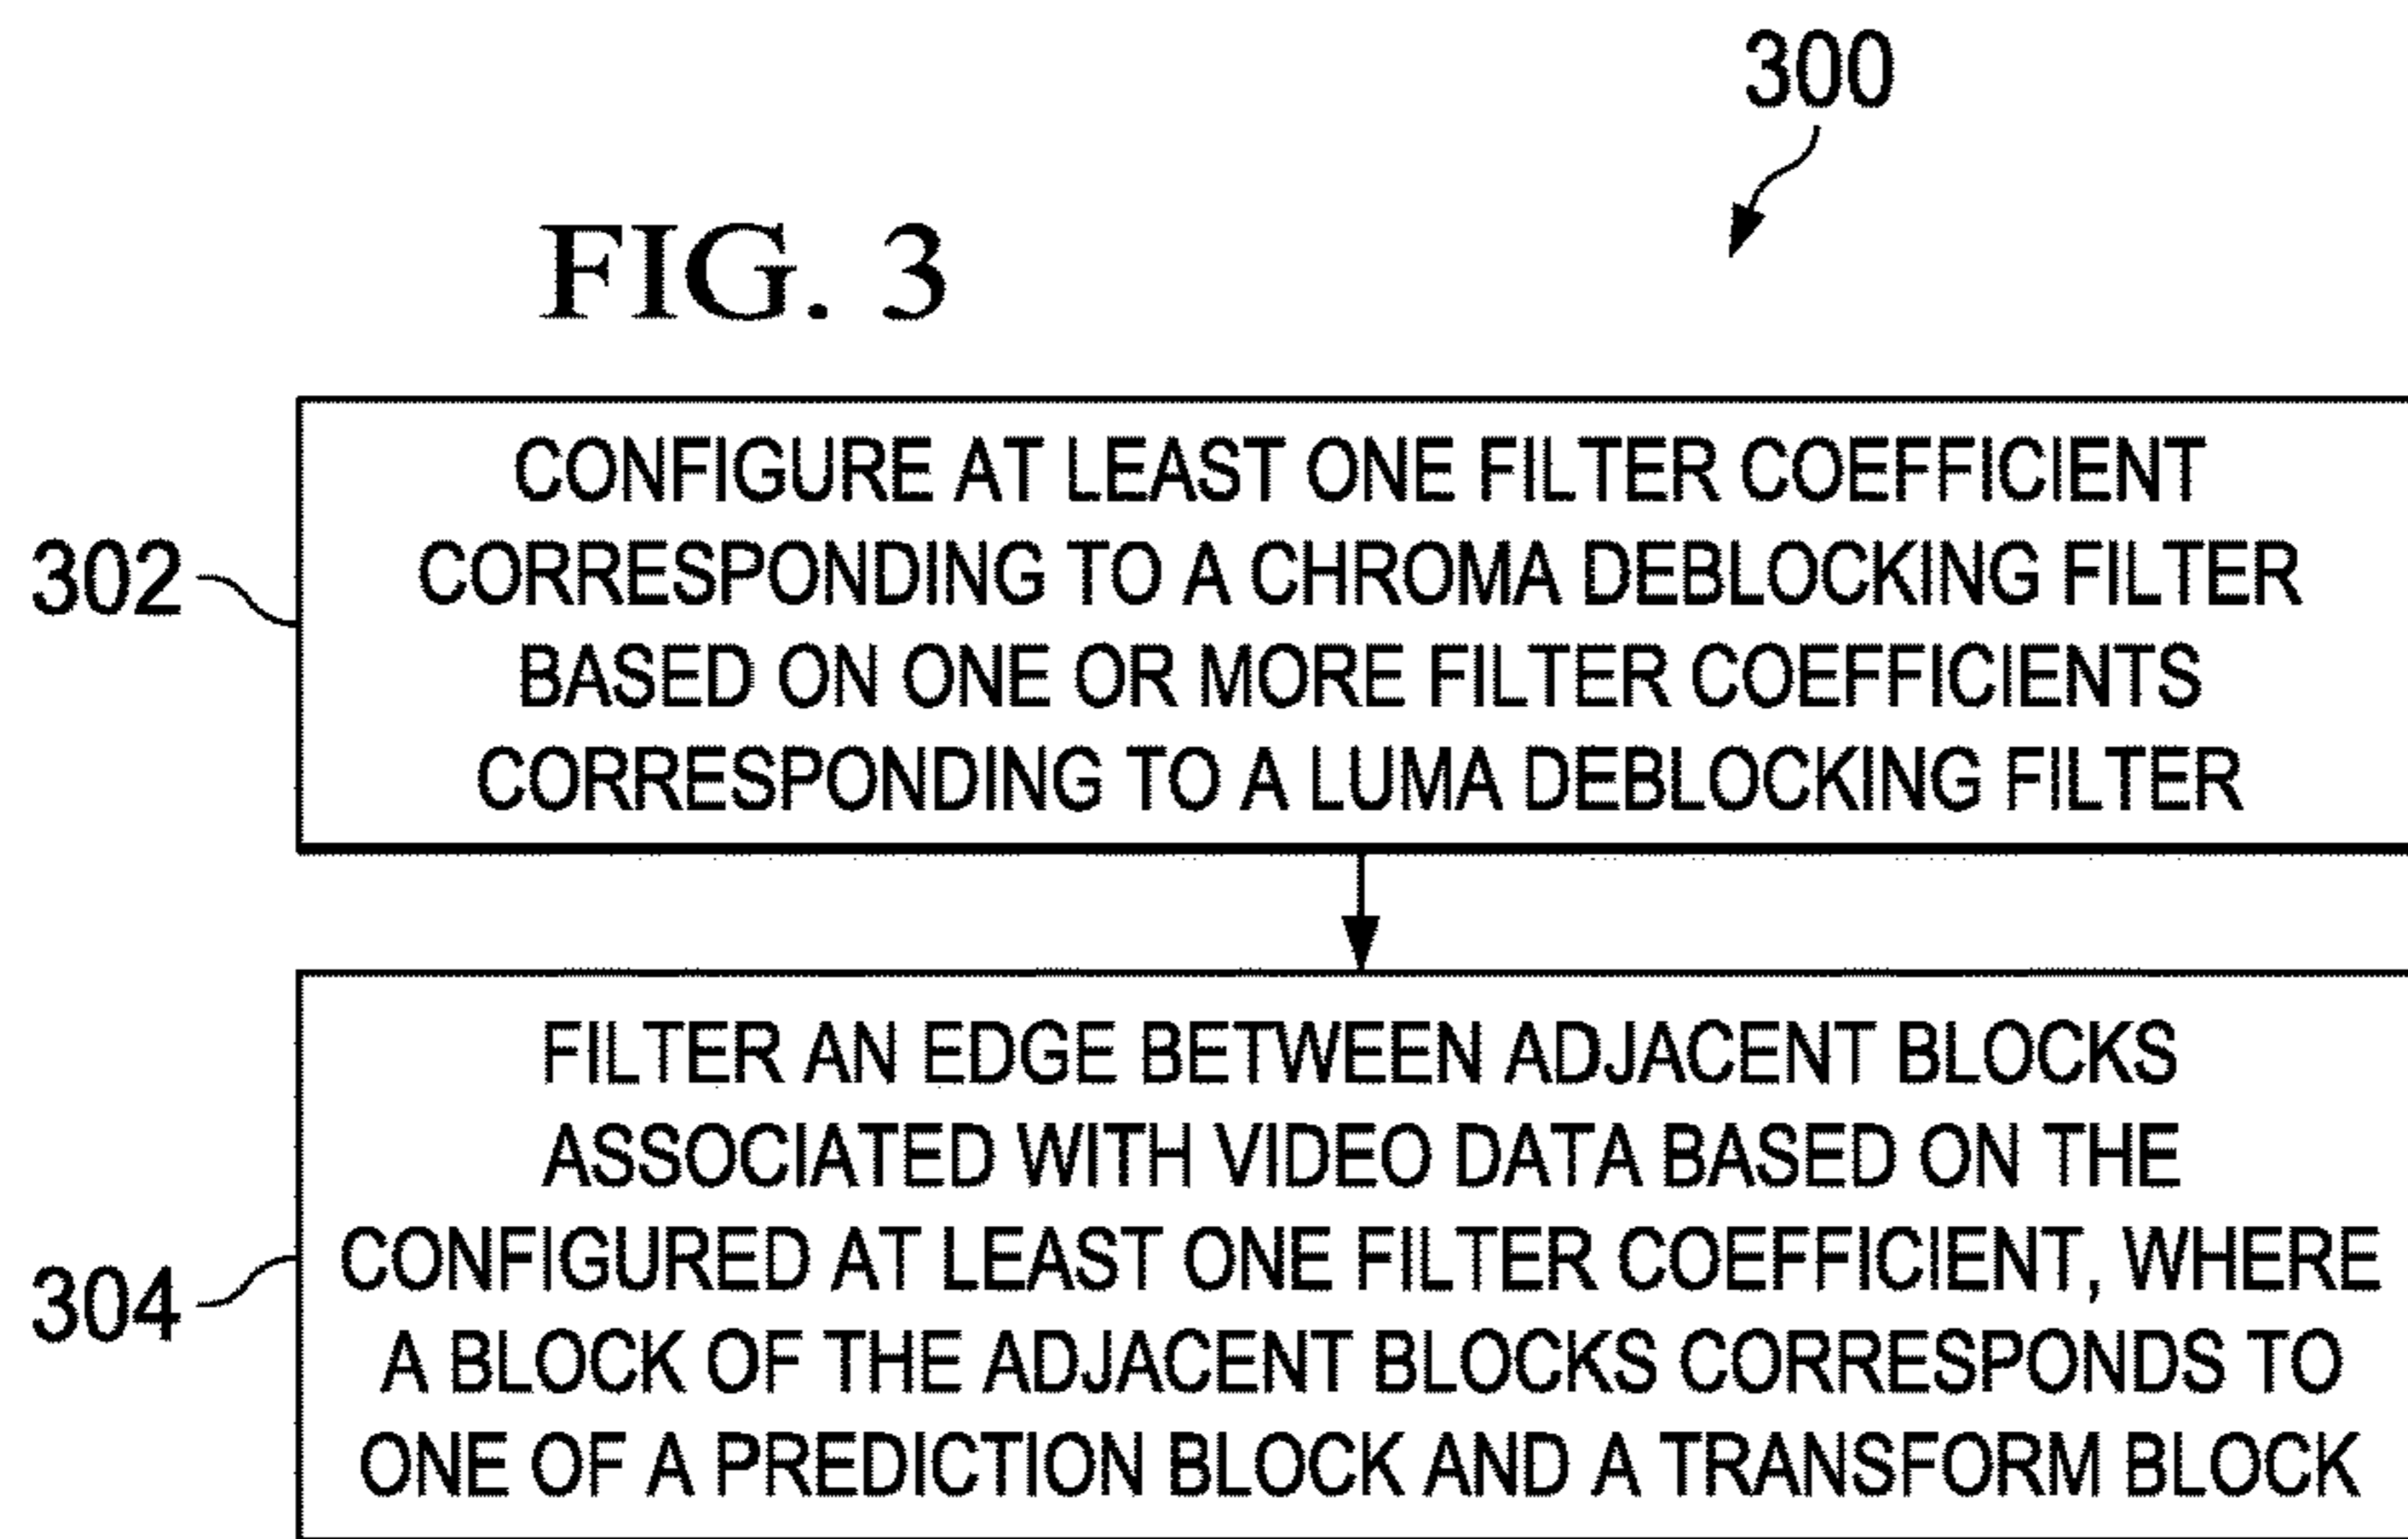 300
FIG. 3
302
CONFIGURE AT LEAST ONE FILTER COEFFICIENT
CORRESPONDING TO A CHROMA DEBLOCKING FILTER
BASED ON ONE OR MORE FILTER COEFFICIENTS
CORRESPONDING TO A LUMA DEBLOCKING FILTER
304
FILTER AN EDGE BETWEEN ADJACENT BLOCKS
ASSOCIATED WITH VIDEO DATA BASED ON THE
CONFIGURED AT LEAST ONE FILTER COEFFICIENT, WHERE
A BLOCK OF THE ADJACENT BLOCKS CORRESPONDS TO
ONE OF A PREDICTION BLOCK AND A TRANSFORM BLOCK